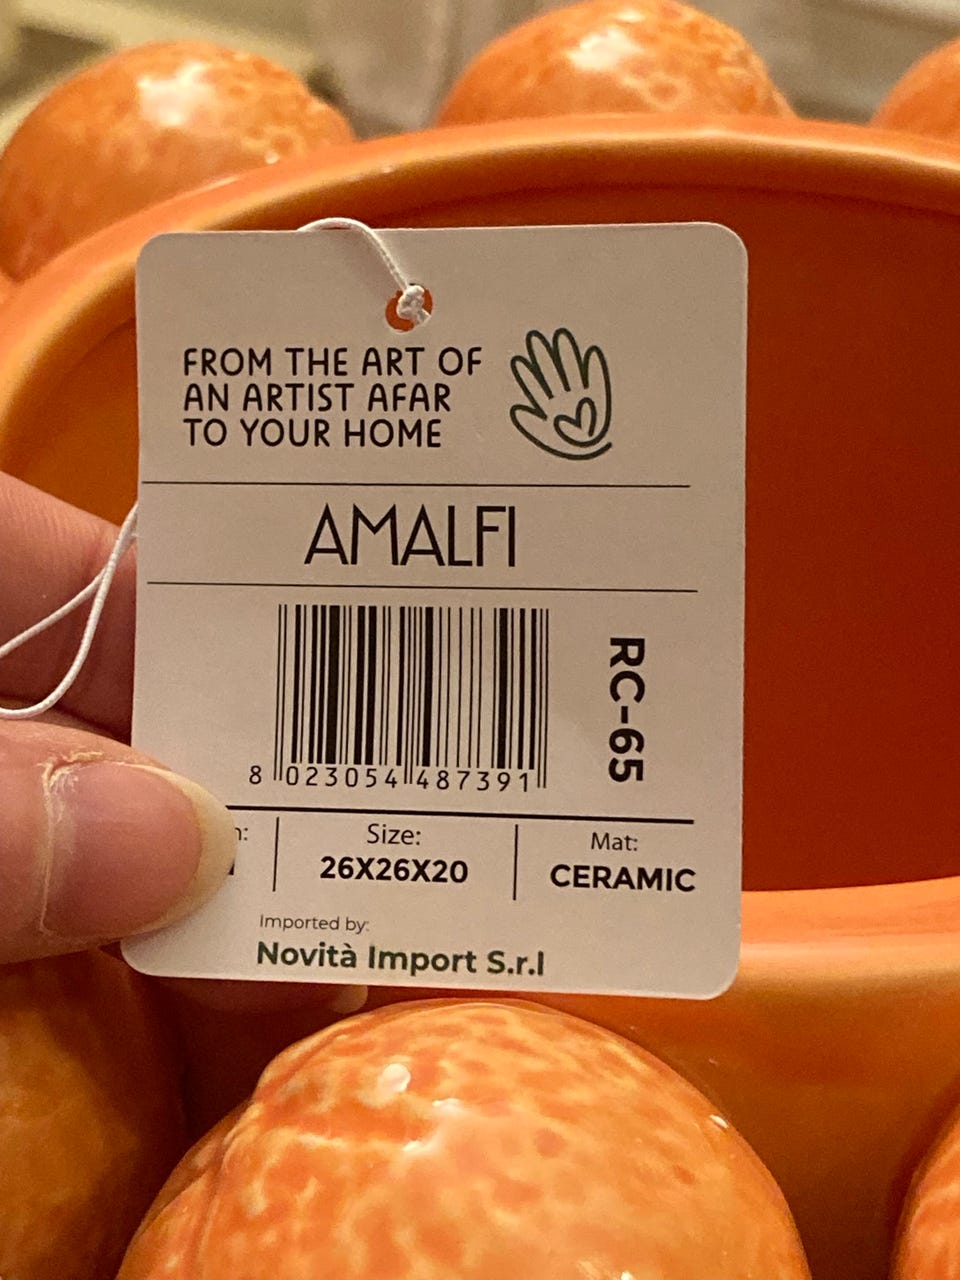 FROM THE ART OF
AN ARTIST AFAR
TO YOUR HOME
AMALFI
8 023054 487391
RC-65
Size:
26X26X20
Mat:
CERAMIC
Imported by:
Novità Import S.r.l